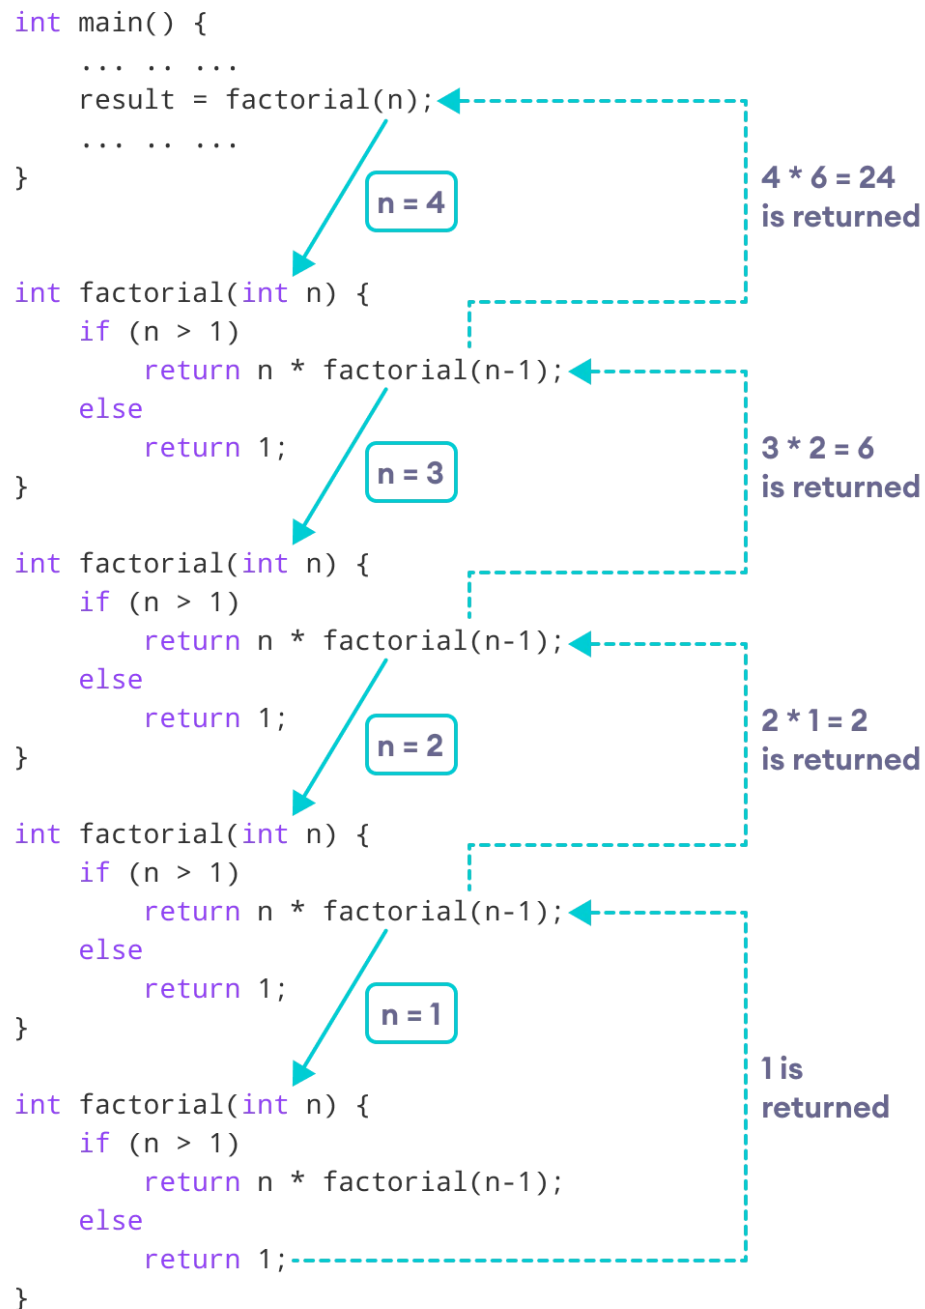 int main() {
... .. ...
result = factorial(n);
... .. ...
}
n = 4
4 * 6 = 24
is returned
int factorial(int n) {
if (n > 1)
return n * factorial(n-1);
else
return 1;
}
n = 3
3 * 2 = 6
is returned
int factorial(int n) {
if (n > 1)
return n * factorial(n-1);
else
return 1;
}
n = 2
2 * 1 = 2
is returned
int factorial(int n) {
if (n > 1)
return n * factorial(n-1);
else
return 1;
}
n = 1
1 is
returned
int factorial(int n) {
if (n > 1)
return n * factorial(n-1);
else
return 1;
}